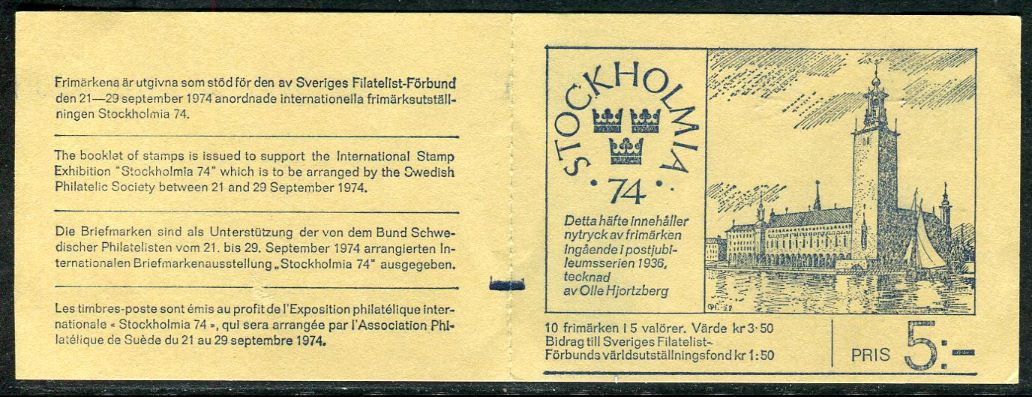 Frimärkena är utgivna som stöd för den av Sveriges Filatelist-Förbund
den 21—29 september 1974 anordnade internationella frimärksutställ-
ningen Stockholmia 74.
The booklet of stamps is issued to support the International Stamp
Exhibition "Stockholmia 74" which is to be arranged by the Swedish
Philatelic Society between 21 and 29 September 1974.
Die Briefmarken sind als Unterstützung der von dem Bund Schwe-
discher Philatelisten vom 21. bis 29. September 1974 arrangierten In-
ternationalen Briefmarkenausstellung „Stockholmia 74" ausgegeben.
Les timbres-poste sont émis au profit de l'Exposition philatélique inter-
nationale « Stockholmia 74 », qui sera arrangée par l'Association Phi-
latélique de Suède du 21 au 29 septembre 1974.
STOCKHOLMIA
• 74 •
Detta häfte innehåller
nytryck av frimärken
ingående i postjubi-
leumsserien 1936,
tecknad
av Olle Hjortzberg
10 frimärken i 5 valörer. Värde kr 3·50
Bidrag till Sveriges Filatelist-
Förbunds världsutställningsfond kr 1:50
PRIS 5:-